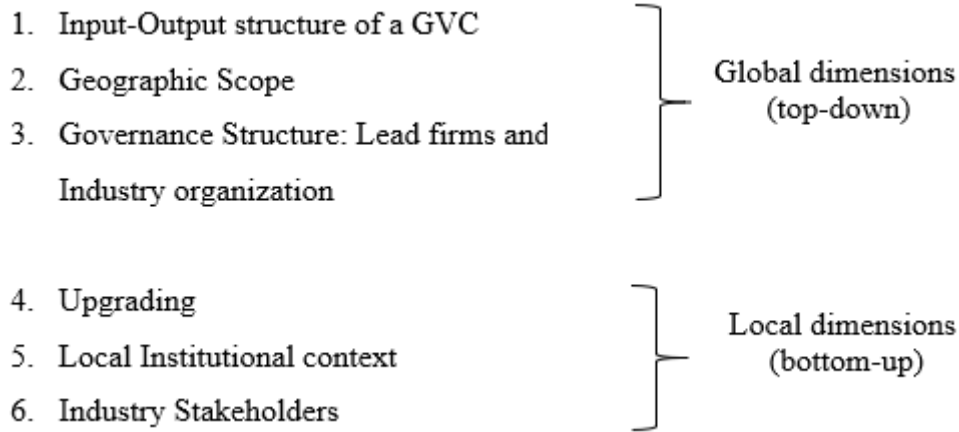 1. Input-Output structure of a GVC
2. Geographic Scope
3. Governance Structure: Lead firms and
Industry organization
Global dimensions
(top-down)
4. Upgrading
5. Local Institutional context
6. Industry Stakeholders
Local dimensions
(bottom-up)